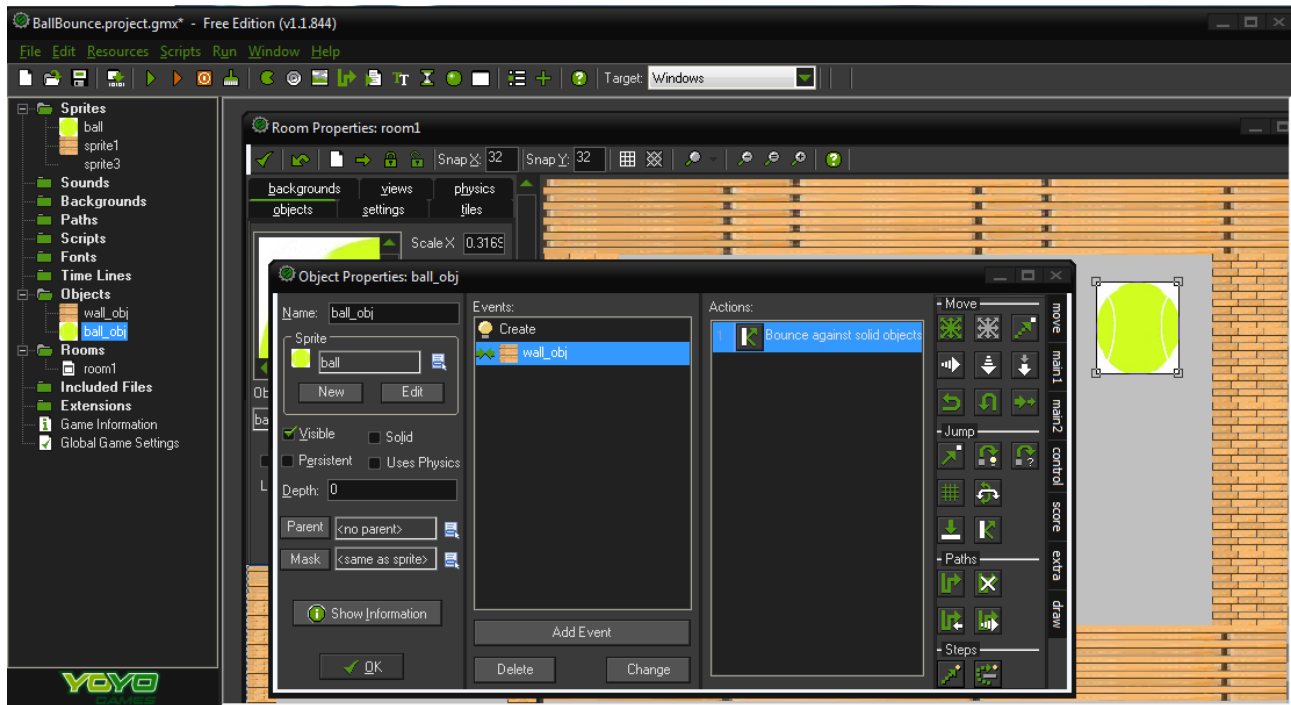 BallBounce.project.gmx* - Free Edition (v1.1.844)
File Edit Resources Scripts Run Window Help
Target: Windows
Sprites
ball
sprite1
sprite3
Sounds
Backgrounds
Paths
Scripts
Fonts
Time Lines
Objects
wall_obj
ball_obj
Rooms
room1
Included Files
Extensions
Game Information
Global Game Settings
YOYO
GAMES
Room Properties: room1
Snap X: 32 Snap Y: 32
backgrounds views physics
objects settings tiles
Scale X 0.3169
Object Properties: ball_obj
Name: ball_obj
Sprite
ball
New Edit
Visible Solid
Persistent Uses Physics
Depth: 0
Parent <no parent>
Mask <same as sprite>
Show Information
OK
Events:
Create
wall_obj
Add Event
Delete Change
Actions:
1 Bounce against solid objects
Move
Jump
Paths
Steps
move
main1
main2
control
score
extra
draw